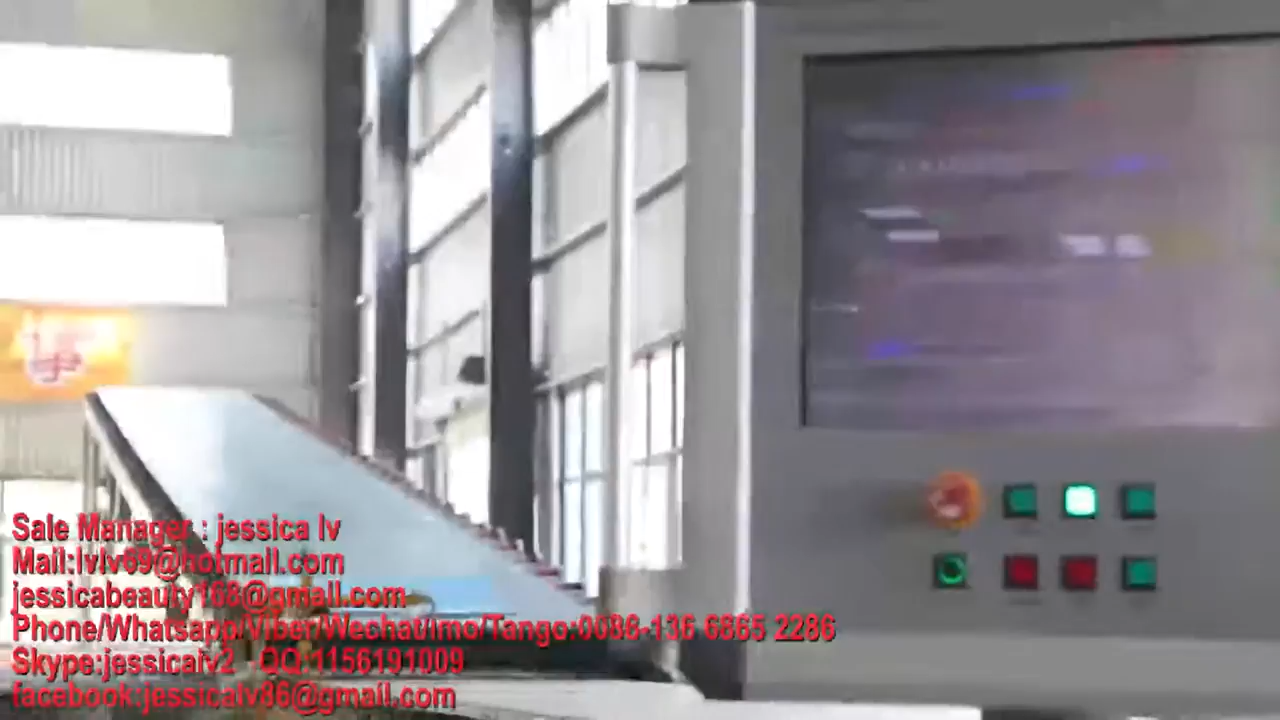 Sale Manager : jessica lv
Mail:lvlv69@hotmail.com
jessicabeauty168@gmail.com
Phone/Whatsapp/Viber/Wechat/Imo/Tango:0086-136 6865 2286
Skype:jessicalv2 QQ:1156191009
facebook:jessicalv86@gmail.com